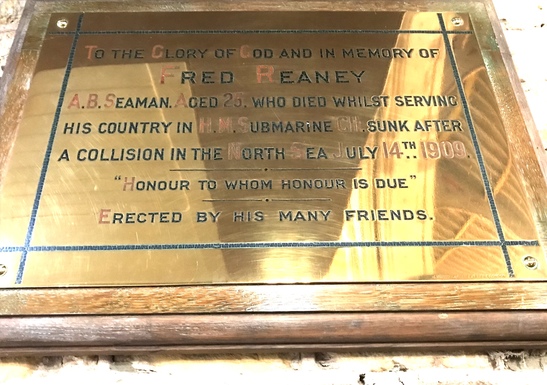 TO THE GLORY OF GOD AND IN MEMORY OF
FRED REANEY
A.B. SEAMAN. AGED 25. WHO DIED WHILST SERVING
HIS COUNTRY IN H.M. SUBMARINE C11. SUNK AFTER
A COLLISION IN THE NORTH SEA JULY 14TH 1909.
"HONOUR TO WHOM HONOUR IS DUE"
ERECTED BY HIS MANY FRIENDS.